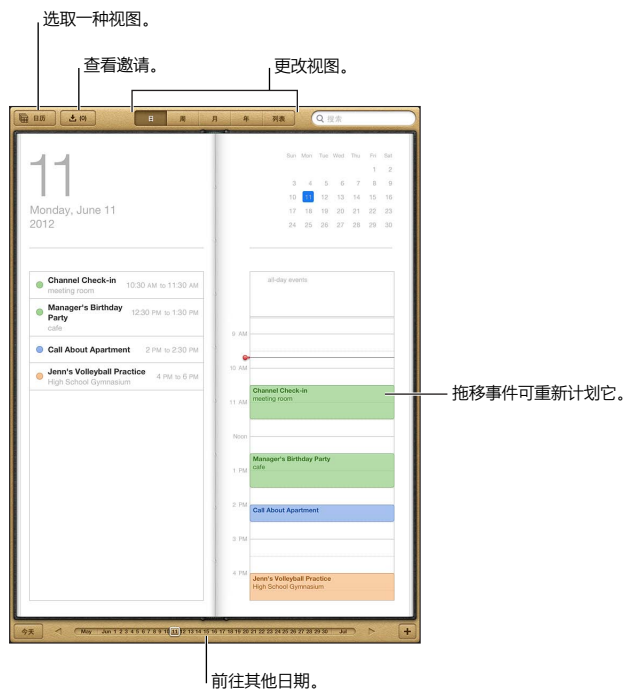 选取一种视图。
查看邀请。
更改视图。
日历
(0)
日
周
月
年
列表
搜索
11
Monday, June 11
2012
Sun Mon Tue Wed Thu Fri Sat
1 2
3 4 5 6 7 8 9
10 11 12 13 14 15 16
17 18 19 20 21 22 23
24 25 26 27 28 29 30
Channel Check-in 10:30 AM to 11:30 AM
meeting room
Manager's Birthday 12:30 PM to 1:30 PM
Party
cafe
Call About Apartment 2 PM to 2:30 PM
Jenn's Volleyball Practice 4 PM to 6 PM
High School Gymnasium
all-day events
9 AM
10 AM
Channel Check-in
meeting room
11 AM
Noon
Manager's Birthday Party
cafe
1 PM
2 PM
Call About Apartment
3 PM
4 PM
Jenn's Volleyball Practice
High School Gymnasium
拖移事件可重新计划它。
今天
May Jun 1 2 3 4 5 6 7 8 9 10 11 12 13 14 15 16 17 18 19 20 21 22 23 24 25 26 27 28 29 30 Jul
+
前往其他日期。